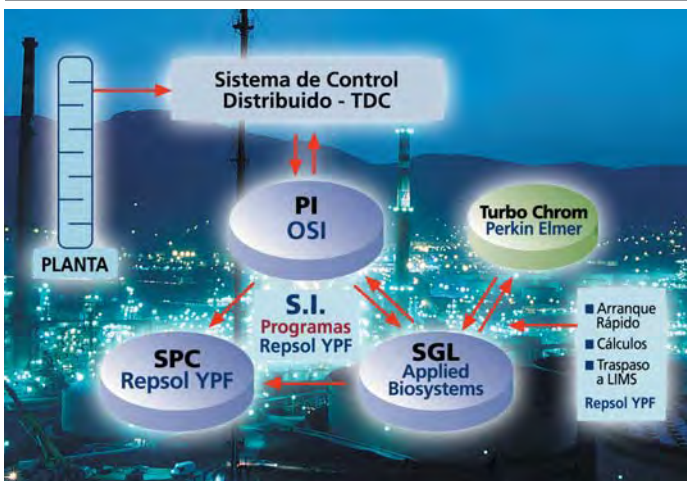 Sistema de Control
Distribuido - TDC
PI
OSI
Turbo Chrom
Perkin Elmer
PLANTA
S.I.
Programas
Repsol YPF
SPC
Repsol YPF
SGL
Applied
Biosystems
■ Arranque
Rápido
■ Cálculos
■ Traspaso
a LIMS
Repsol YPF